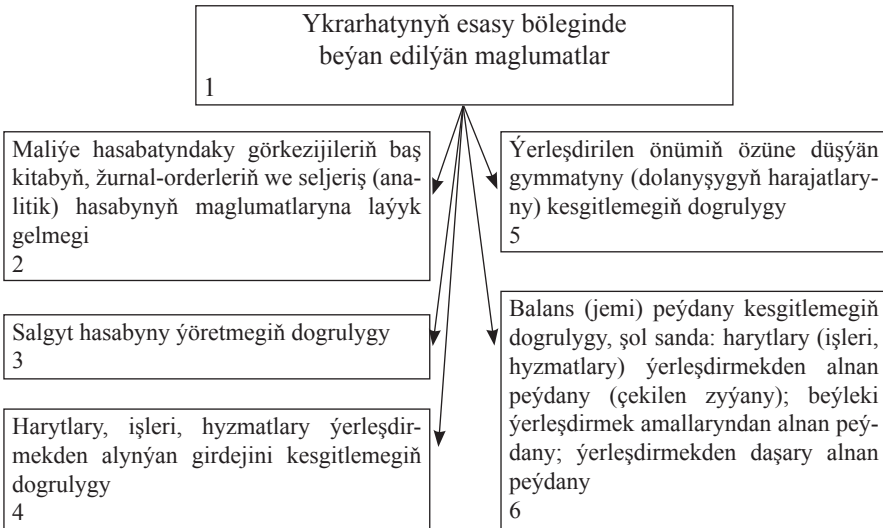 Ykrarhatynyň esasy böleginde
beýan edilýän maglumatlar
1
Maliýe hasabatyndaky görkezijileriň baş
kitabyň, žurnal-orderleriň we seljeriş (ana-
litik) hasabynyň maglumatlaryna laýyk
gelmegi
2
Salgyt hasabyny ýöretmegiň dogrulygy
3
Harytlary, işleri, hyzmatlary ýerleşdir-
mekden alynýan girdejini kesgitlemegiň
dogrulygy
4
Ýerleşdirilen önümiň özüne düşýän
gymmatyny (dolanyşygyň harajatlary-
ny) kesgitlemegiň dogrulygy
5
Balans (jemi) peýdany kesgitlemegiň
dogrulygy, şol sanda: harytlary (işleri,
hyzmatlary) ýerleşdirmekden alnan
peýdany (çekilen zyýany); beýleki
ýerleşdirmek amallaryndan alnan peý-
dany; ýerleşdirmekden daşary alnan
peýdany
6